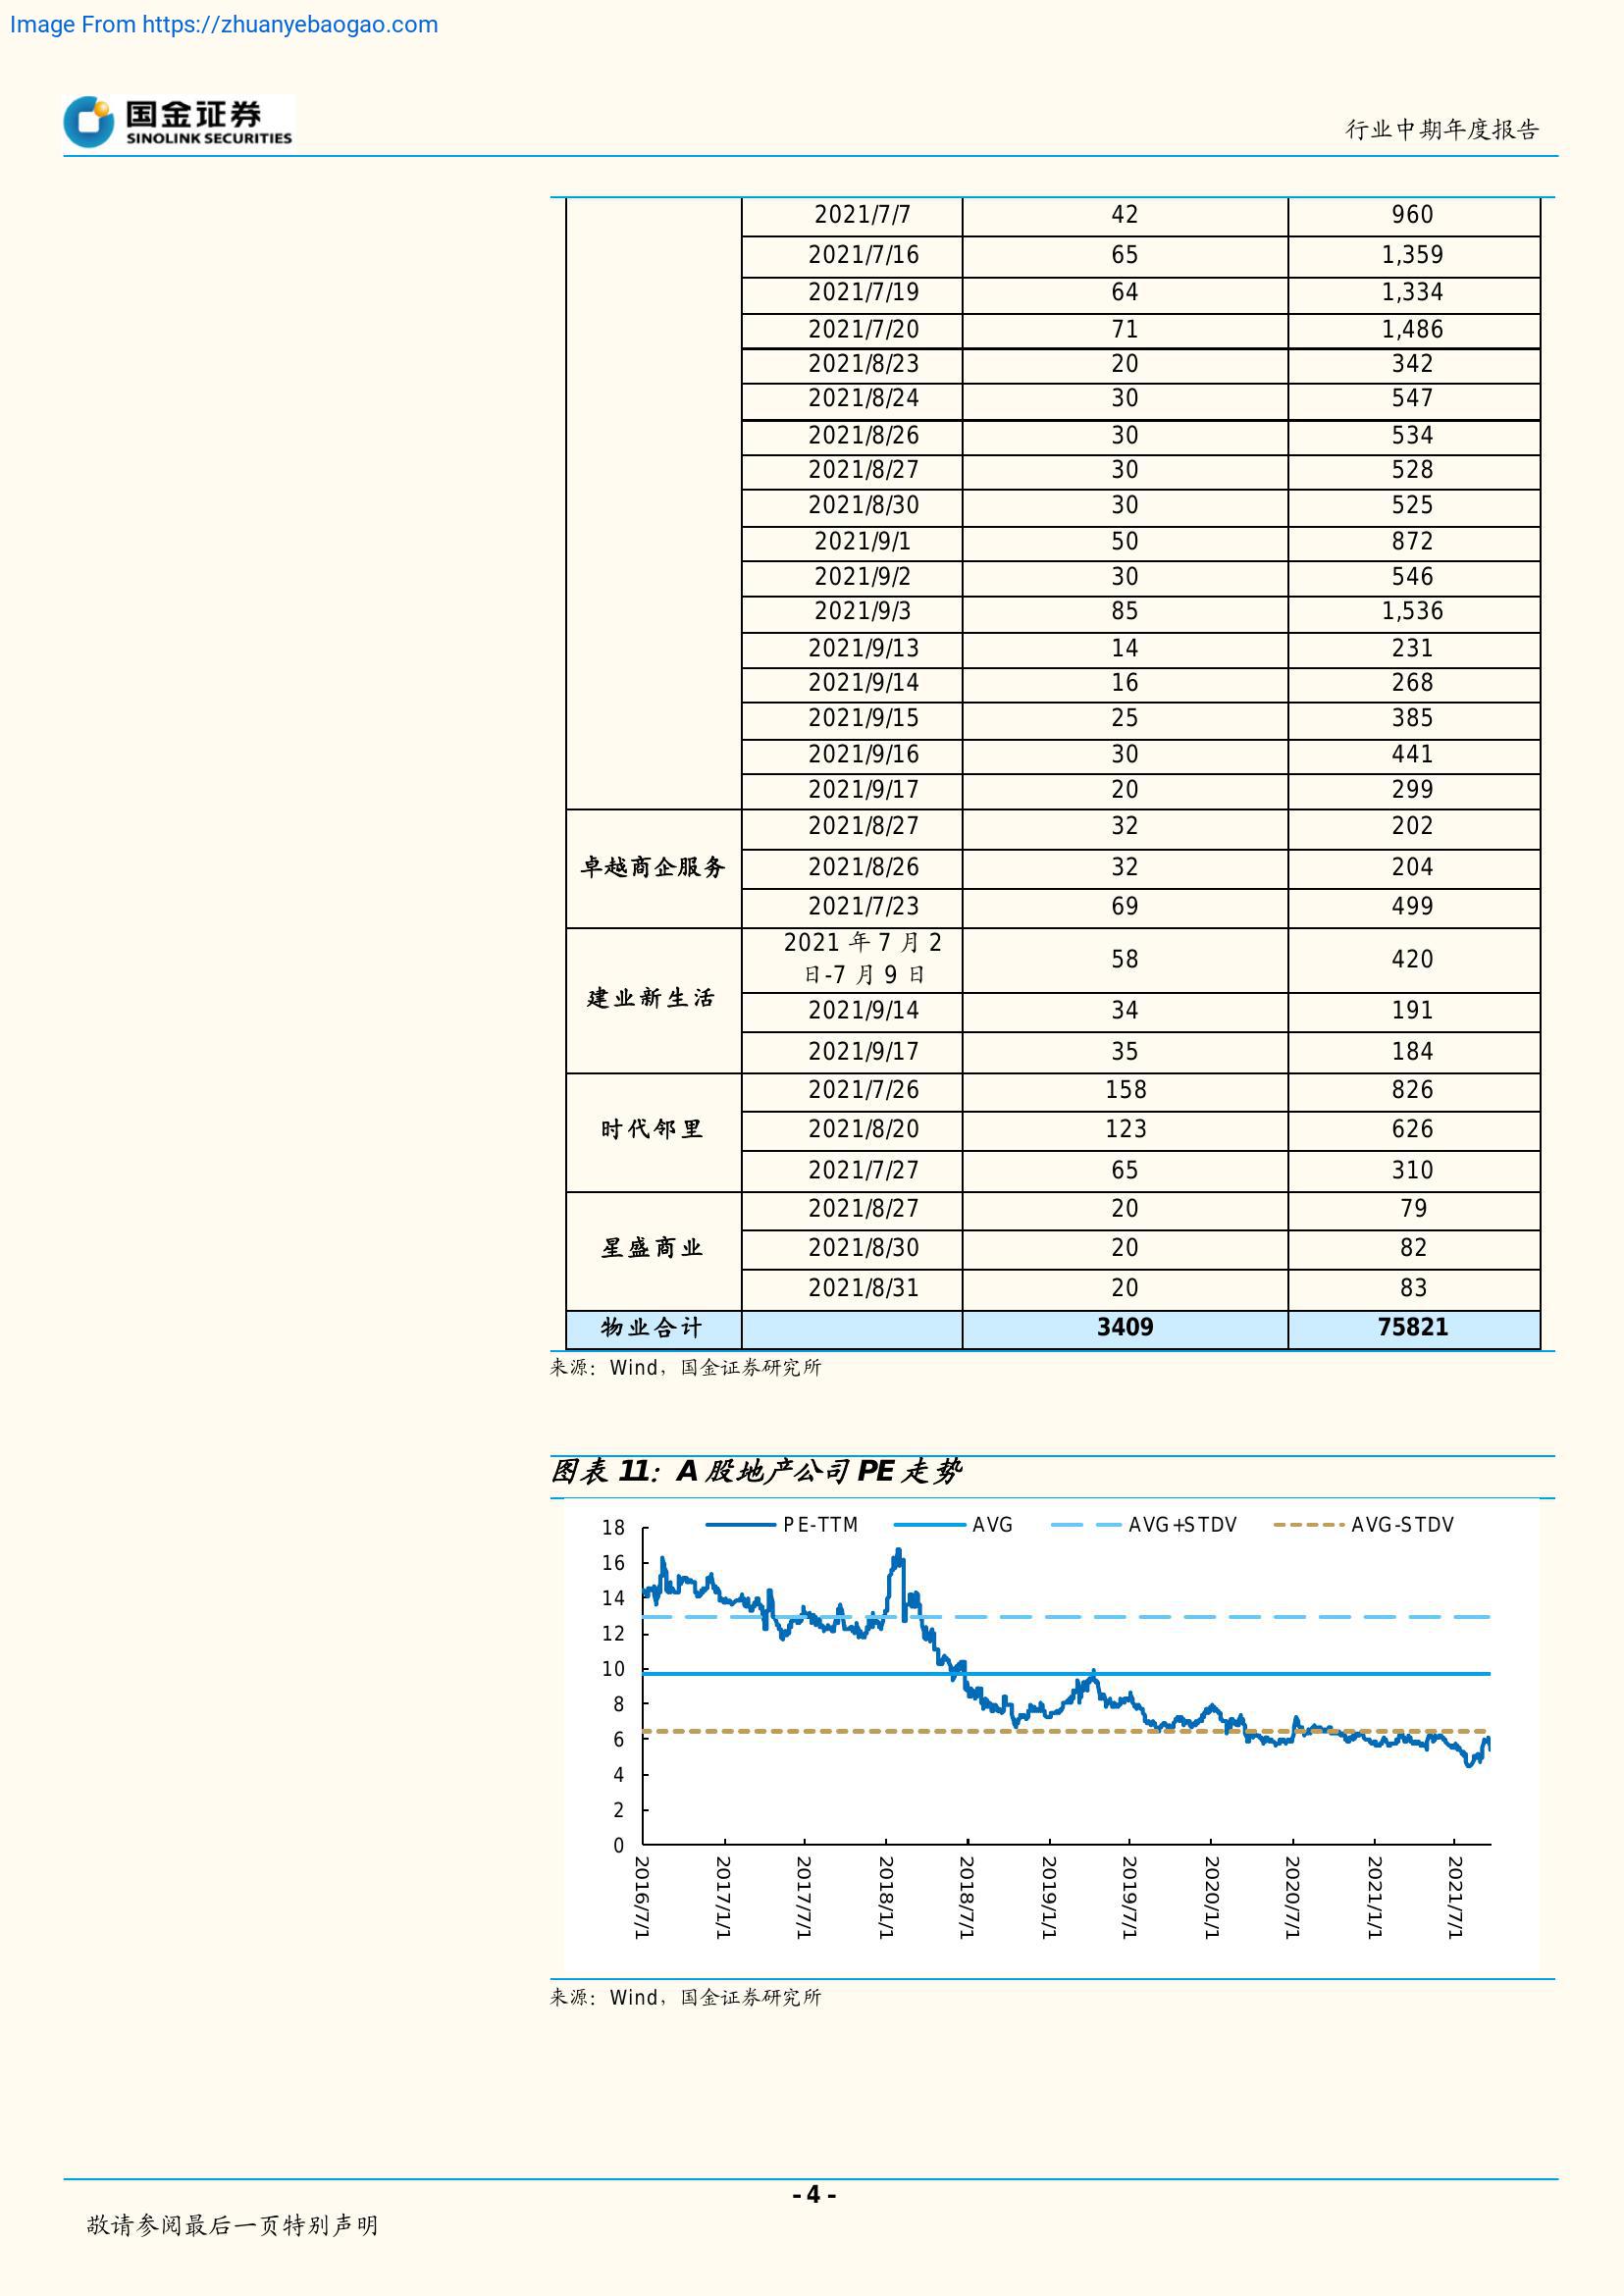 Image From https://zhuanyebaogao.com
国金证券
SINOLINK SECURITIES
行业中期年度报告
2021/7/7 42 960
2021/7/16 65 1,359
2021/7/19 64 1,334
2021/7/20 71 1,486
2021/8/23 20 342
2021/8/24 30 547
2021/8/26 30 534
2021/8/27 30 528
2021/8/30 30 525
2021/9/1 50 872
2021/9/2 30 546
2021/9/3 85 1,536
2021/9/13 14 231
2021/9/14 16 268
2021/9/15 25 385
2021/9/16 30 441
2021/9/17 20 299
卓越商企服务
2021/8/27 32 202
2021/8/26 32 204
2021/7/23 69 499
建业新生活
2021 年 7 月 2
日-7 月 9 日
58 420
2021/9/14 34 191
2021/9/17 35 184
时代邻里
2021/7/26 158 826
2021/8/20 123 626
2021/7/27 65 310
星盛商业
2021/8/27 20 79
2021/8/30 20 82
2021/8/31 20 83
物业合计 3409 75821
来源：Wind，国金证券研究所
图表 11：A 股地产公司 PE 走势
PE-TTM AVG AVG+STDV AVG-STDV
18
16
14
12
10
8
6
4
2
0
2016/7/1 2017/1/1 2017/7/1 2018/1/1 2018/7/1 2019/1/1 2019/7/1 2020/1/1 2020/7/1 2021/1/1 2021/7/1
来源：Wind，国金证券研究所
- 4 -
敬请参阅最后一页特别声明